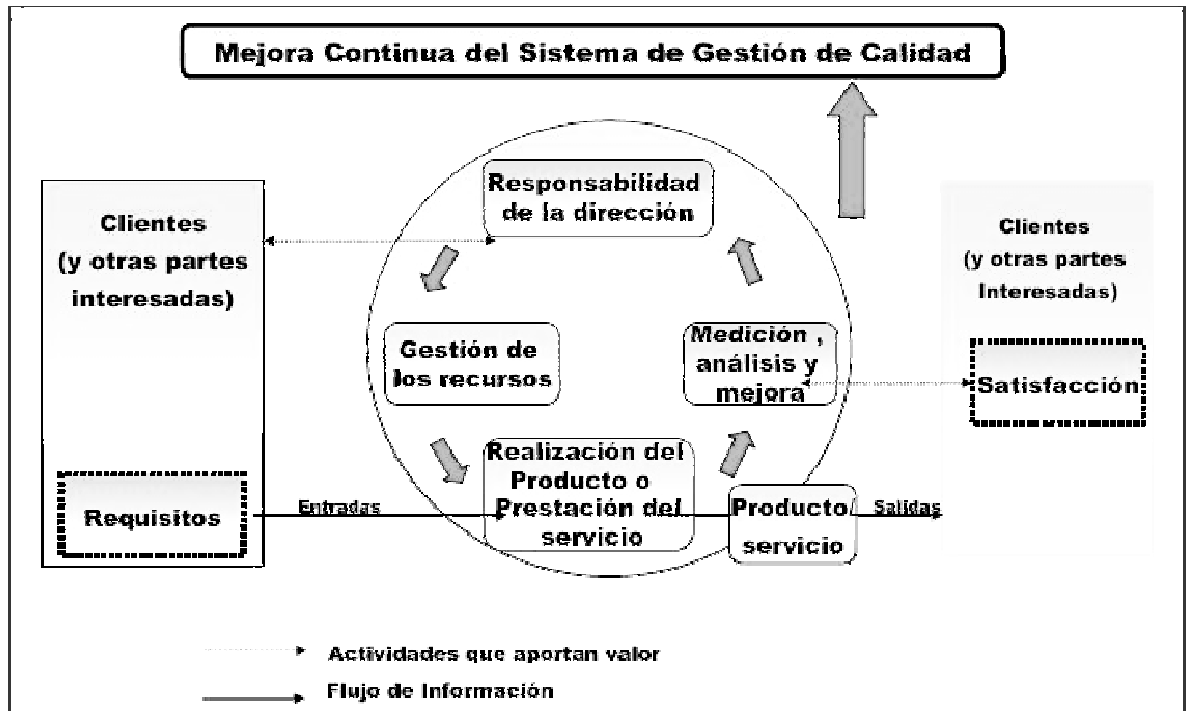 Mejora Continua del Sistema de Gestión de Calidad
Responsabilidad
de la dirección
Clientes
(y otras partes
interesadas)
Clientes
(y otras partes
Interesadas)
Gestión de
los recursos
Medición ,
análisis y
mejora
Satisfacción
Requisitos
Entradas
Realización del
Producto o
Prestación del
servicio
Producto/
servicio
Salidas
Actividades que aportan valor
Flujo de Información